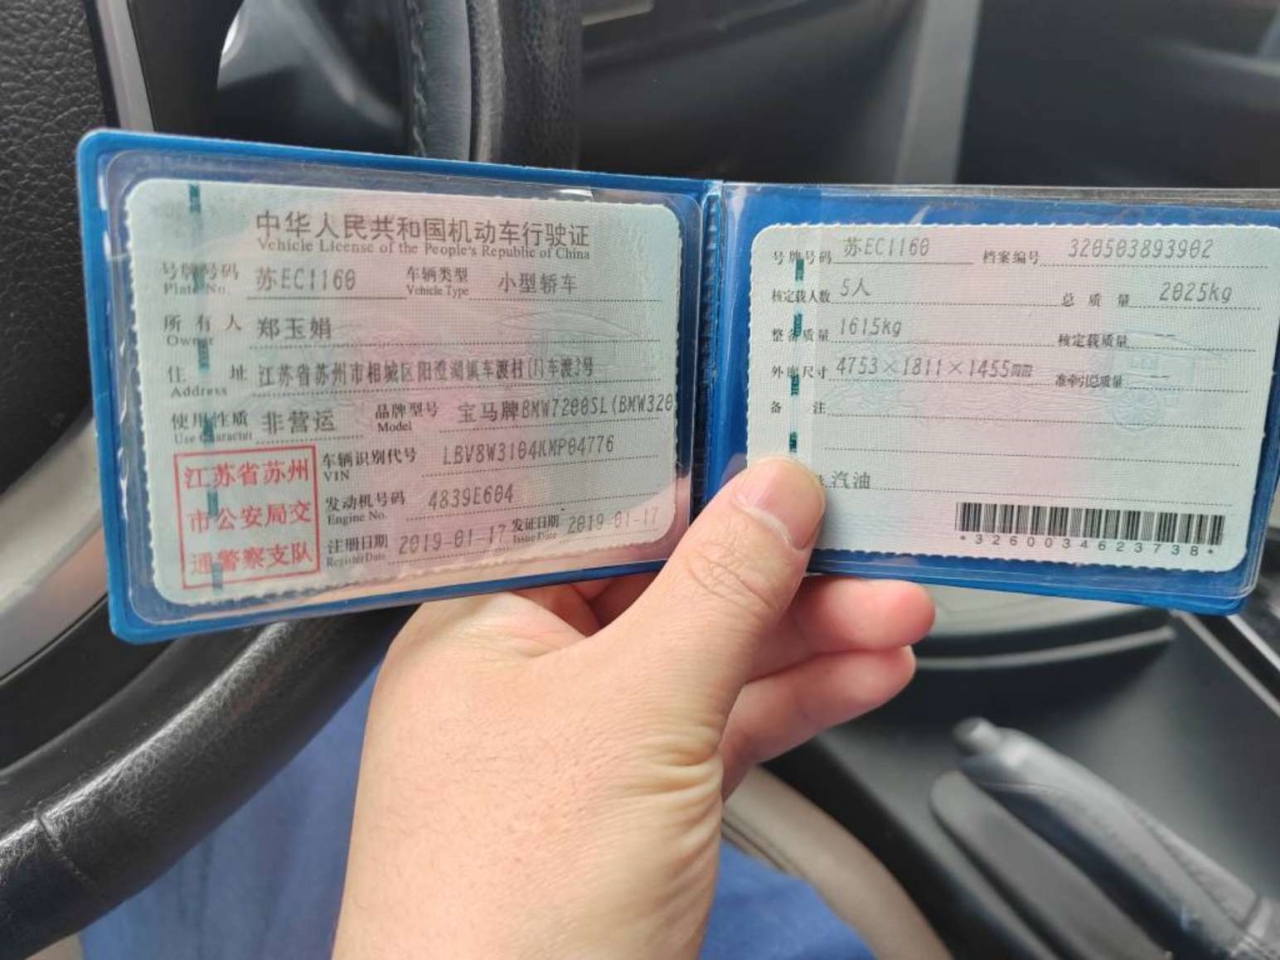 中华人民共和国机动车行驶证
Vehicle License of the People's Republic of China
号牌号码 苏EC1160 车辆类型 小型轿车
Plate No. Vehicle Type
所有人 郑玉娟
Owner
住址 江苏省苏州市相城区阳澄湖镇车渡村(1)车渡2号
Address
使用性质 非营运 品牌型号 宝马牌BMW7200SL(BMW320
Use Character Model
江苏省苏州
市公安局交
通警察支队
车辆识别代号 LBV8W3104KMP04776
VIN
发动机号码 4839E604
Engine No.
注册日期 2019-01-17 发证日期 2019-01-17
Register Date Issue Date
号牌号码 苏EC1160 档案编号 320503893902
核定载人数 5人 总质量 2025kg
整备质量 1615kg 核定载质量 --
外廓尺寸 4753×1811×1455mm 准牵引总质量 --
备注
汽油
*3260034623738*